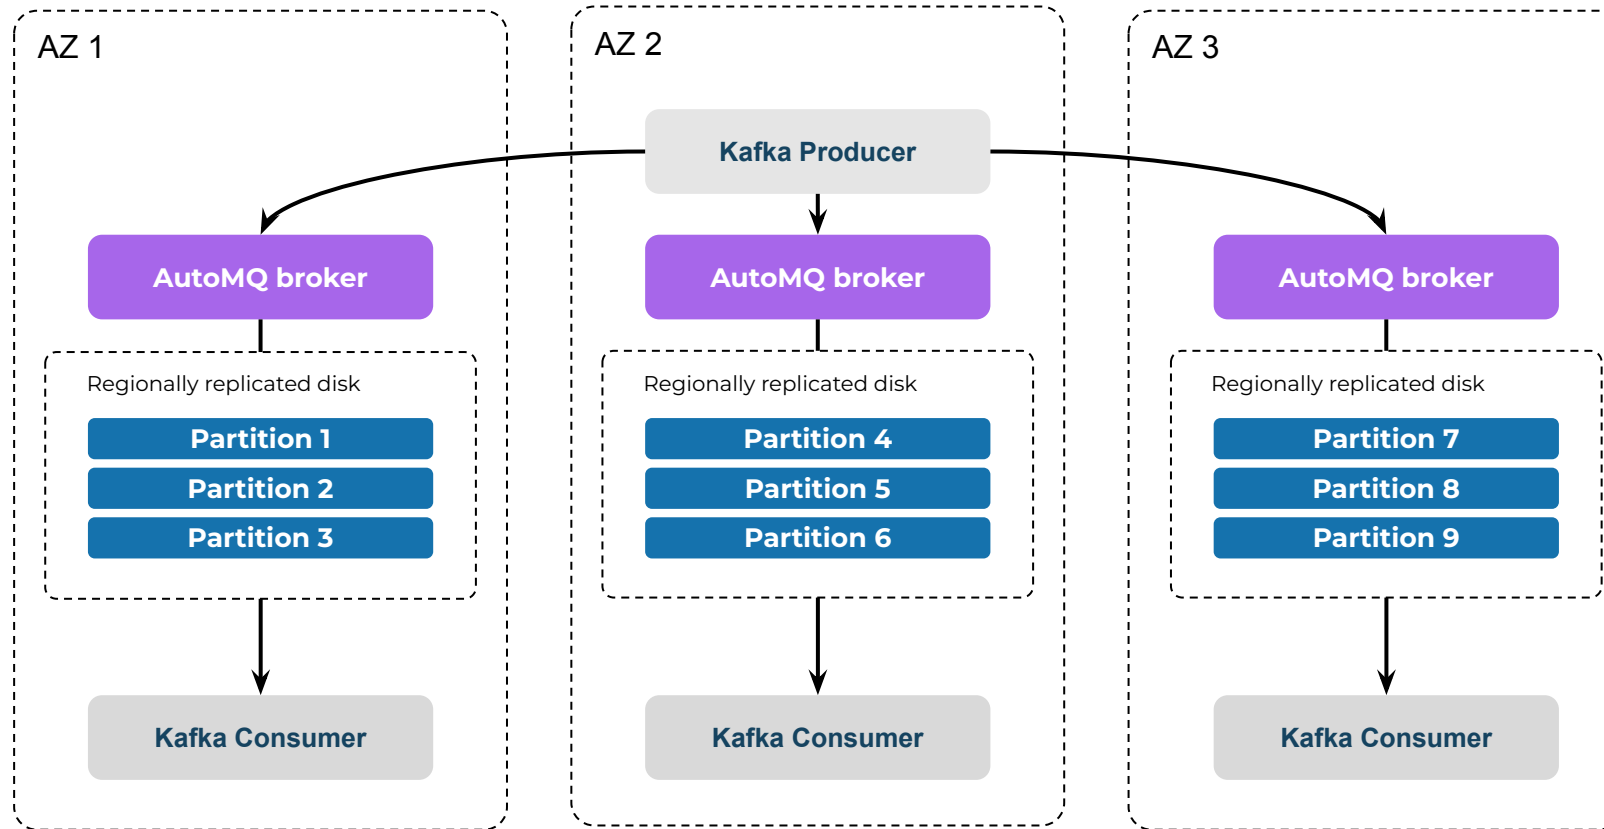 AZ 1
AZ 2
AZ 3
Kafka Producer
AutoMQ broker
AutoMQ broker
AutoMQ broker
Regionally replicated disk
Partition 1
Partition 2
Partition 3
Regionally replicated disk
Partition 4
Partition 5
Partition 6
Regionally replicated disk
Partition 7
Partition 8
Partition 9
Kafka Consumer
Kafka Consumer
Kafka Consumer